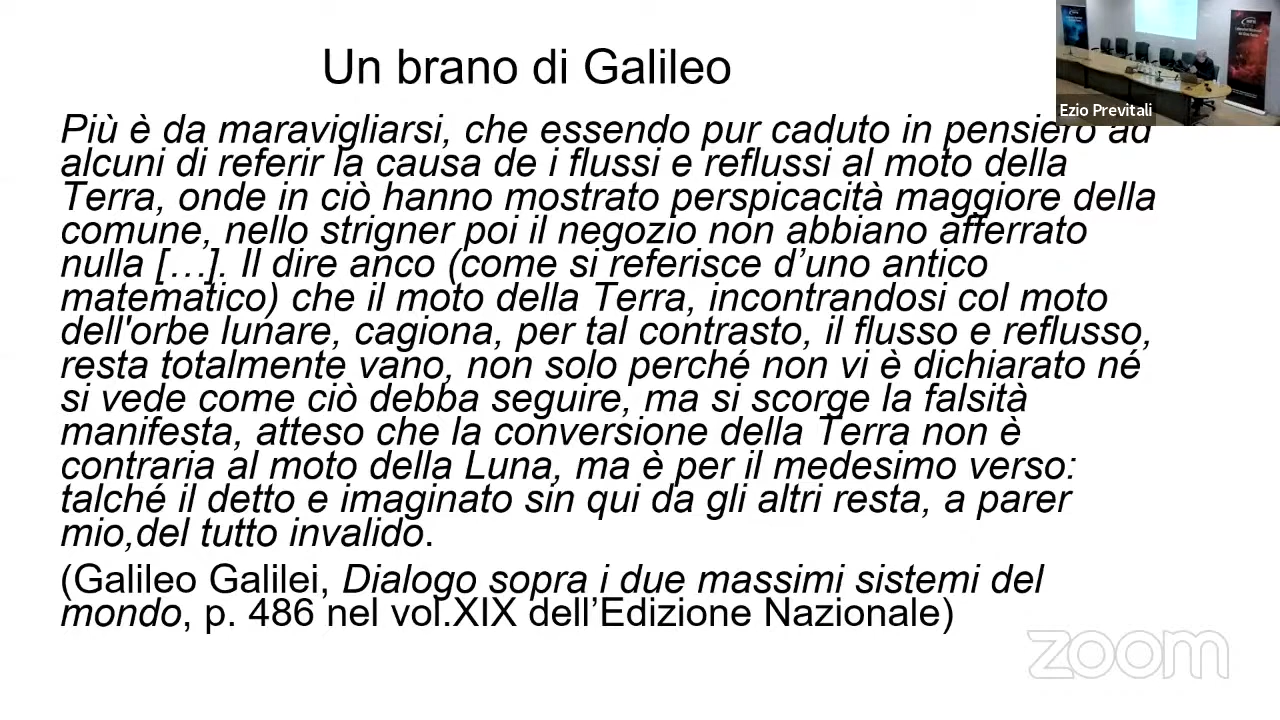 Un brano di Galileo
Ezio Previtali
Più è da maravigliarsi, che essendo pur caduto in pensiero ad
alcuni di referir la causa de i flussi e reflussi al moto della
Terra, onde in ciò hanno mostrato perspicacità maggiore della
comune, nello strigner poi il negozio non abbiano afferrato
nulla […]. Il dire anco (come si referisce d’uno antico
matematico) che il moto della Terra, incontrandosi col moto
dell'orbe lunare, cagiona, per tal contrasto, il flusso e reflusso,
resta totalmente vano, non solo perché non vi è dichiarato né
si vede come ciò debba seguire, ma si scorge la falsità
manifesta, atteso che la conversione della Terra non è
contraria al moto della Luna, ma è per il medesimo verso:
talché il detto e imaginato sin qui da gli altri resta, a parer
mio,del tutto invalido.
(Galileo Galilei, Dialogo sopra i due massimi sistemi del
mondo, p. 486 nel vol.XIX dell’Edizione Nazionale)
zoom